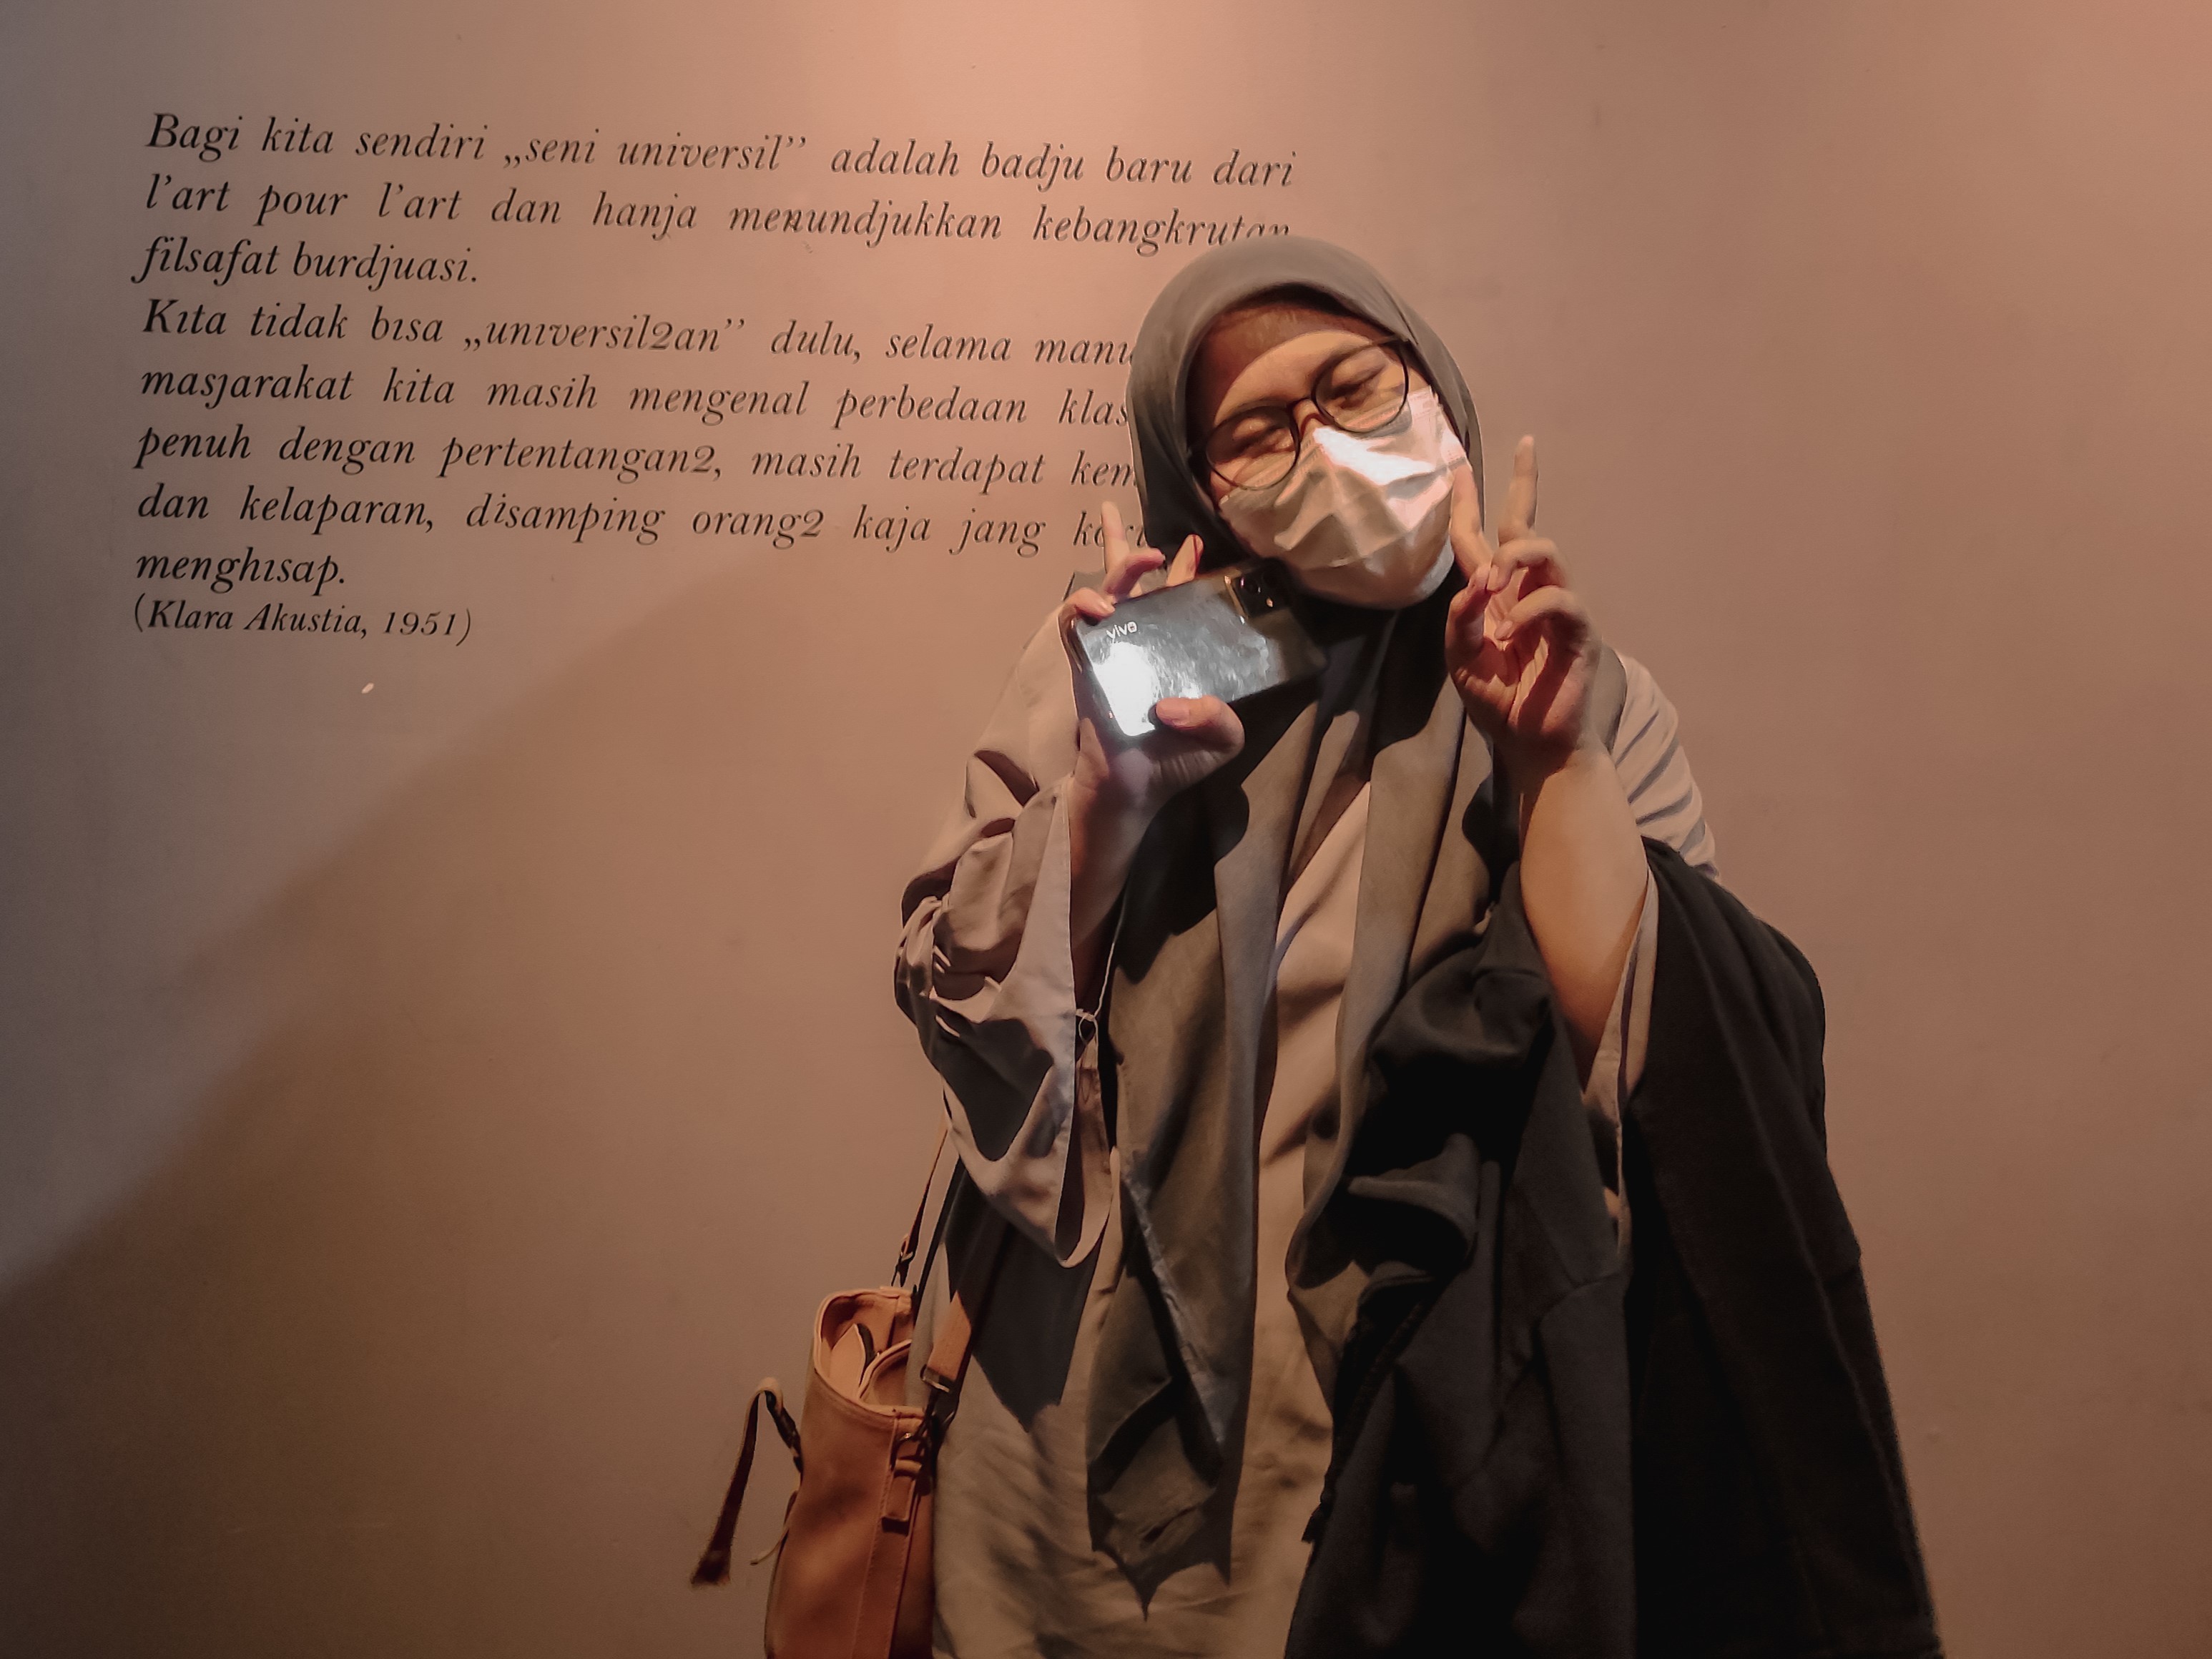 Bagi kita sendiri „seni universil” adalah badju baru dari
l’art pour l’art dan hanja menundjukkan kebangkrutan
filsafat burdjuasi.
Kita tidak bisa „universil2an” dulu, selama
masjarakat kita masih mengenal perbedaan
penuh dengan pertentangan2, masih terdapat
dan kelaparan, disamping orang2 kaja jang
menghisap.
(Klara Akustia, 1951)
vivo